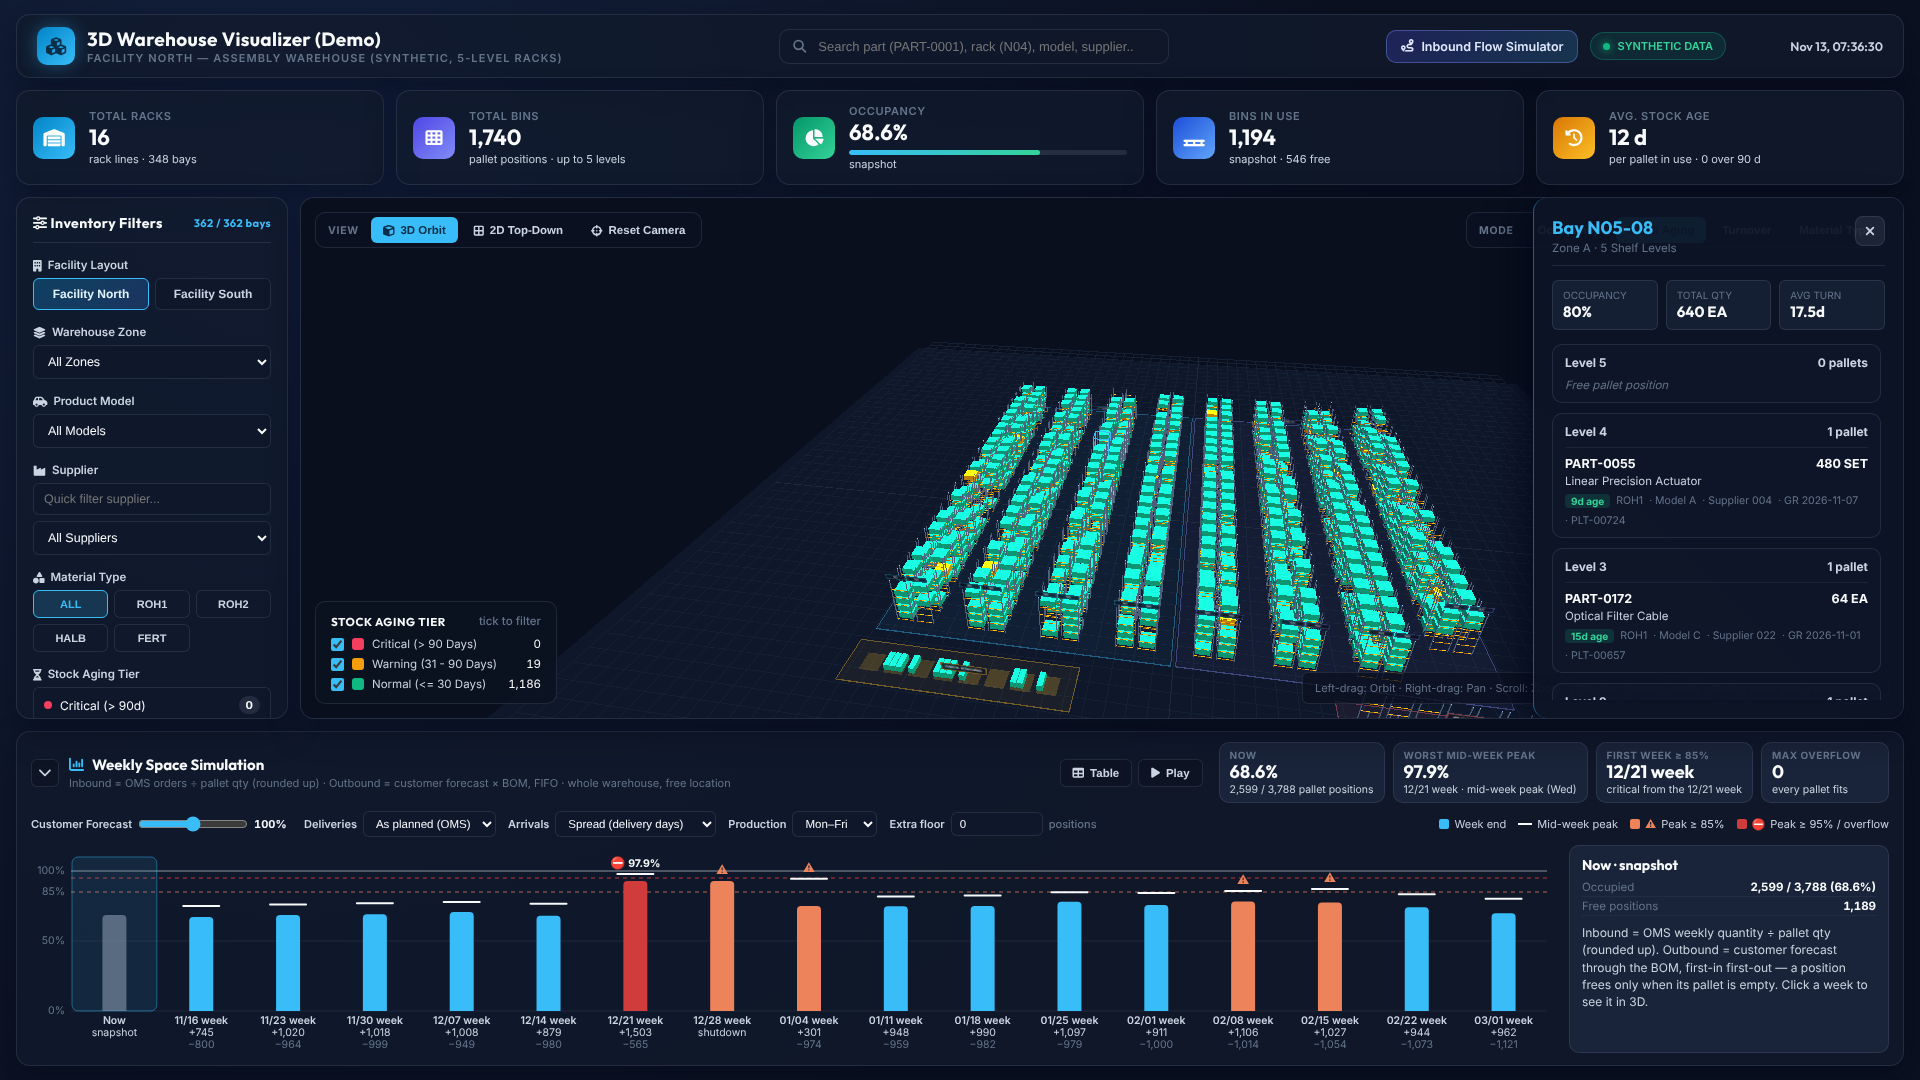 3D Warehouse Visualizer (Demo)
FACILITY NORTH — ASSEMBLY WAREHOUSE (SYNTHETIC, 5-LEVEL RACKS)
Search part (PART-0001), rack (N04), model, supplier..
Inbound Flow Simulator
SYNTHETIC DATA
Nov 13, 07:36:30
TOTAL RACKS
16
rack lines · 348 bays
TOTAL BINS
1,740
pallet positions · up to 5 levels
OCCUPANCY
68.6%
snapshot
BINS IN USE
1,194
snapshot · 546 free
AVG. STOCK AGE
12 d
per pallet in use · 0 over 90 d
Inventory Filters
362 / 362 bays
Facility Layout
Facility North
Facility South
Warehouse Zone
All Zones
Product Model
All Models
Supplier
Quick filter supplier...
All Suppliers
Material Type
ALL
ROH1
ROH2
HALB
FERT
Stock Aging Tier
Critical (> 90d)
0
VIEW
3D Orbit
2D Top-Down
Reset Camera
MODE
Turnover
STOCK AGING TIER
tick to filter
Critical (> 90 Days)
0
Warning (31 - 90 Days)
19
Normal (<= 30 Days)
1,186
Left-drag: Orbit · Right-drag: Pan · Scroll:
Bay N05-08
Zone A · 5 Shelf Levels
OCCUPANCY
80%
TOTAL QTY
640 EA
AVG TURN
17.5d
Level 5
0 pallets
Free pallet position
Level 4
1 pallet
PART-0055
480 SET
Linear Precision Actuator
9d age ROH1 · Model A · Supplier 004 · GR 2026-11-07
· PLT-00724
Level 3
1 pallet
PART-0172
64 EA
Optical Filter Cable
15d age ROH1 · Model C · Supplier 022 · GR 2026-11-01
· PLT-00657
Weekly Space Simulation
Inbound = OMS orders ÷ pallet qty (rounded up) · Outbound = customer forecast × BOM, FIFO · whole warehouse, free location
Table
Play
NOW
68.6%
2,599 / 3,788 pallet positions
WORST MID-WEEK PEAK
97.9%
12/21 week · mid-week peak (Wed)
FIRST WEEK ≥ 85%
12/21 week
critical from the 12/21 week
MAX OVERFLOW
0
every pallet fits
Customer Forecast
100%
Deliveries
As planned (OMS)
Arrivals
Spread (delivery days)
Production
Mon–Fri
Extra floor
0
positions
Week end
Mid-week peak
Peak ≥ 85%
Peak ≥ 95% / overflow
100%
85%
50%
0%
97.9%
Now
snapshot
11/16 week
+745
−800
11/23 week
+1,020
−964
11/30 week
+1,018
−999
12/07 week
+1,008
−949
12/14 week
+879
−980
12/21 week
+1,503
−565
12/28 week
shutdown
01/04 week
+301
−974
01/11 week
+948
−959
01/18 week
+990
−982
01/25 week
+1,097
−979
02/01 week
+911
−1,000
02/08 week
+1,106
−1,014
02/15 week
+1,027
−1,054
02/22 week
+944
−1,073
03/01 week
+962
−1,121
Now · snapshot
Occupied
2,599 / 3,788 (68.6%)
Free positions
1,189
Inbound = OMS weekly quantity ÷ pallet qty
(rounded up). Outbound = customer forecast
through the BOM, first-in first-out — a position
frees only when its pallet is empty. Click a week to
see it in 3D.